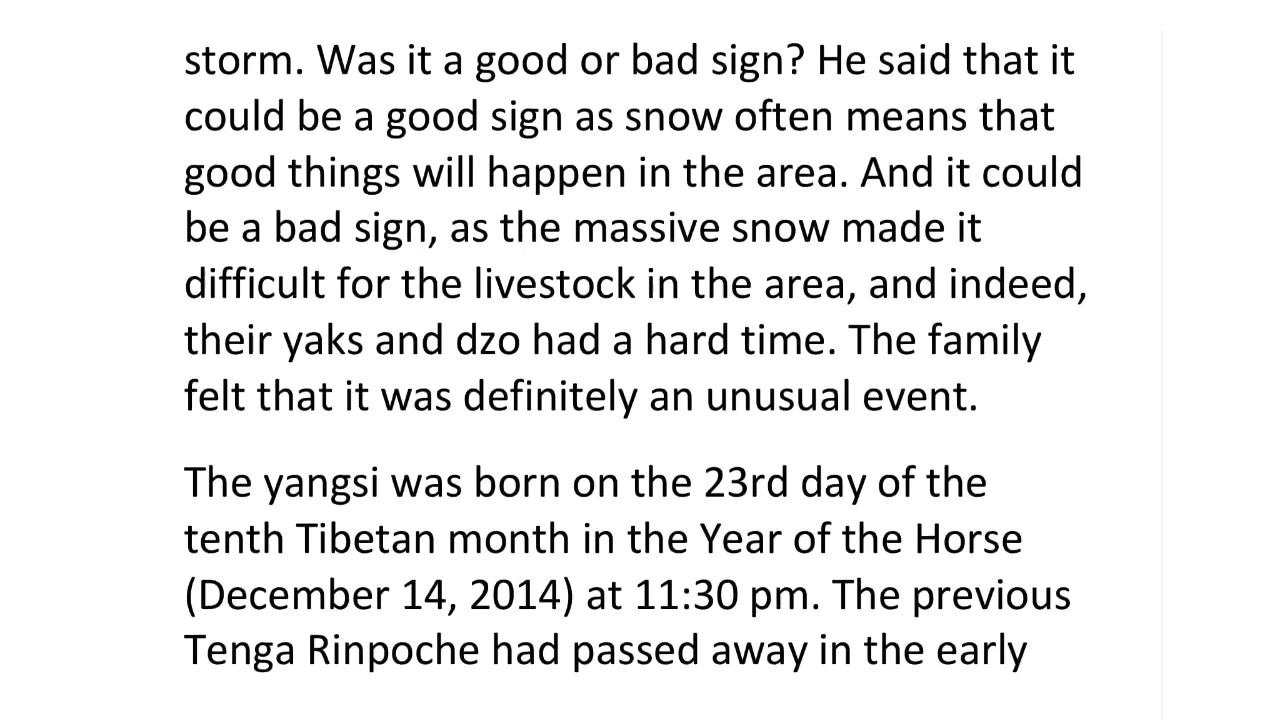 storm. Was it a good or bad sign? He said that it
could be a good sign as snow often means that
good things will happen in the area. And it could
be a bad sign, as the massive snow made it
difficult for the livestock in the area, and indeed,
their yaks and dzo had a hard time. The family
felt that it was definitely an unusual event.
The yangsi was born on the 23rd day of the
tenth Tibetan month in the Year of the Horse
(December 14, 2014) at 11:30 pm. The previous
Tenga Rinpoche had passed away in the early